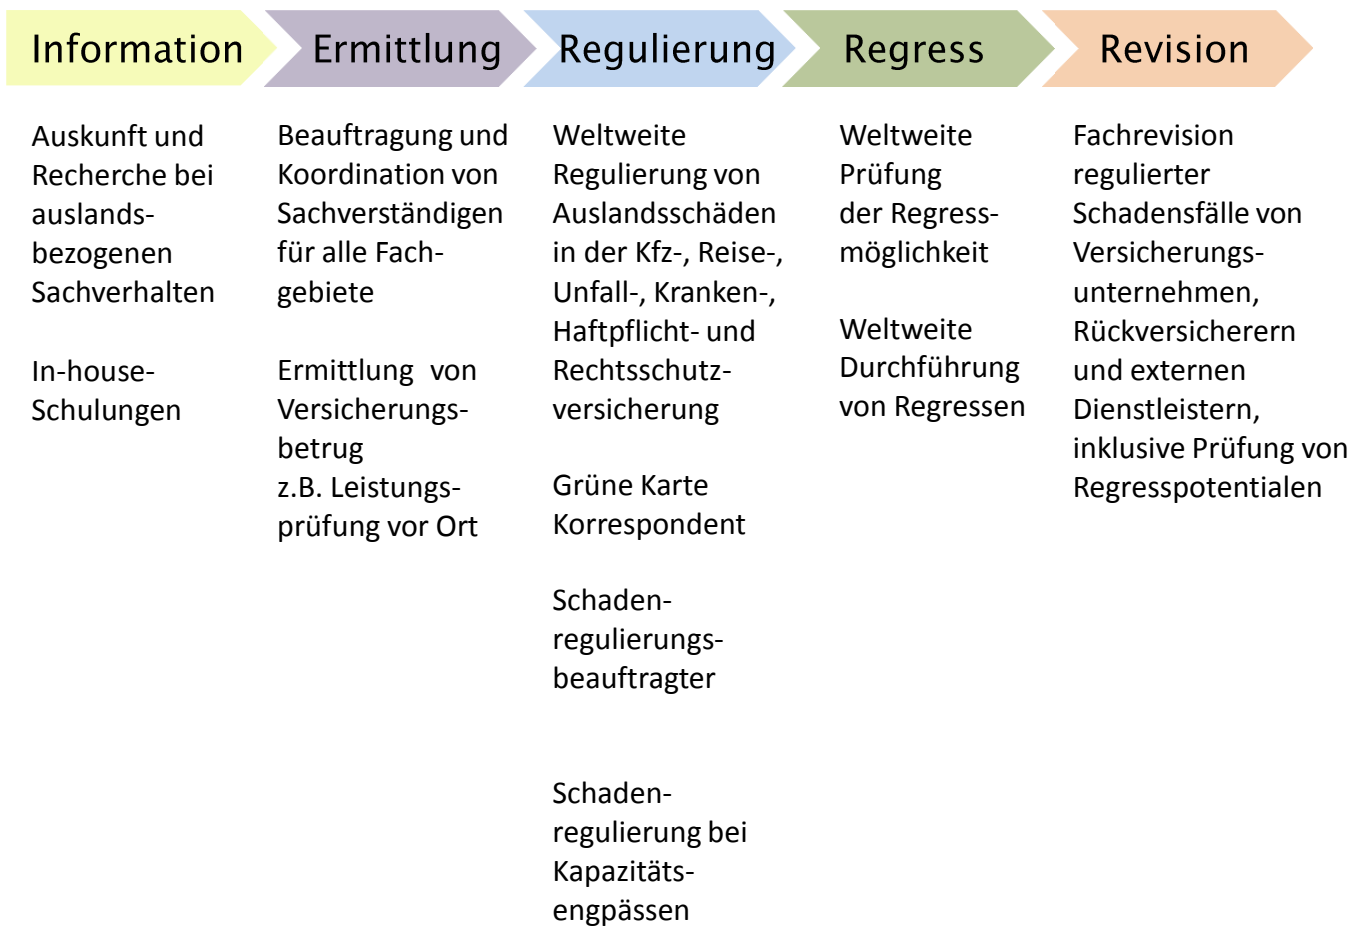 Information
Ermittlung
Regulierung
Regress
Revision
Auskunft und
Recherche bei
auslands-
bezogenen
Sachverhalten
In-house-
Schulungen
Beauftragung und
Koordination von
Sachverständigen
für alle Fach-
gebiete
Ermittlung von
Versicherungs-
betrug
z.B. Leistungs-
prüfung vor Ort
Weltweite
Regulierung von
Auslandsschäden
in der Kfz-, Reise-,
Unfall-, Kranken-,
Haftpflicht- und
Rechtsschutz-
versicherung
Grüne Karte
Korrespondent
Schaden-
regulierungs-
beauftragter
Schaden-
regulierung bei
Kapazitäts-
engpässen
Weltweite
Prüfung
der Regress-
möglichkeit
Weltweite
Durchführung
von Regressen
Fachrevision
regulierter
Schadensfälle von
Versicherungs-
unternehmen,
Rückversicherern
und externen
Dienstleistern,
inklusive Prüfung von
Regresspotentialen